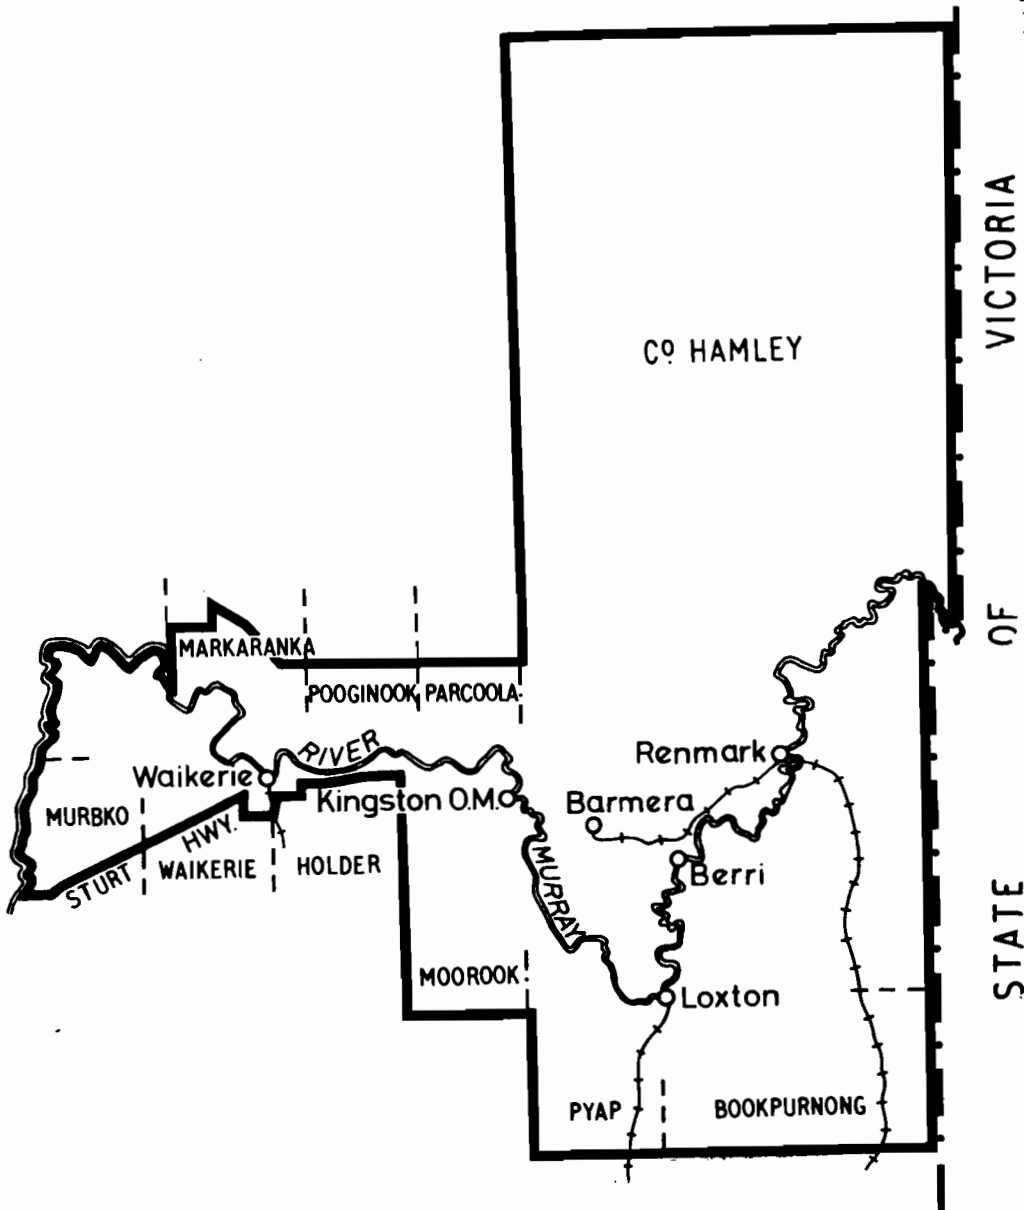 STATE OF VICTORIA
Cº HAMLEY
MARKARANKA
POOGINOOK
PARCOOLA
RIVER
Renmark
Waikerie
Kingston O.M.
Barmera
MURBKO
HWY.
STURT
WAIKERIE
HOLDER
MURRAY
Berri
MOOROOK
Loxton
PYAP
BOOKPURNONG